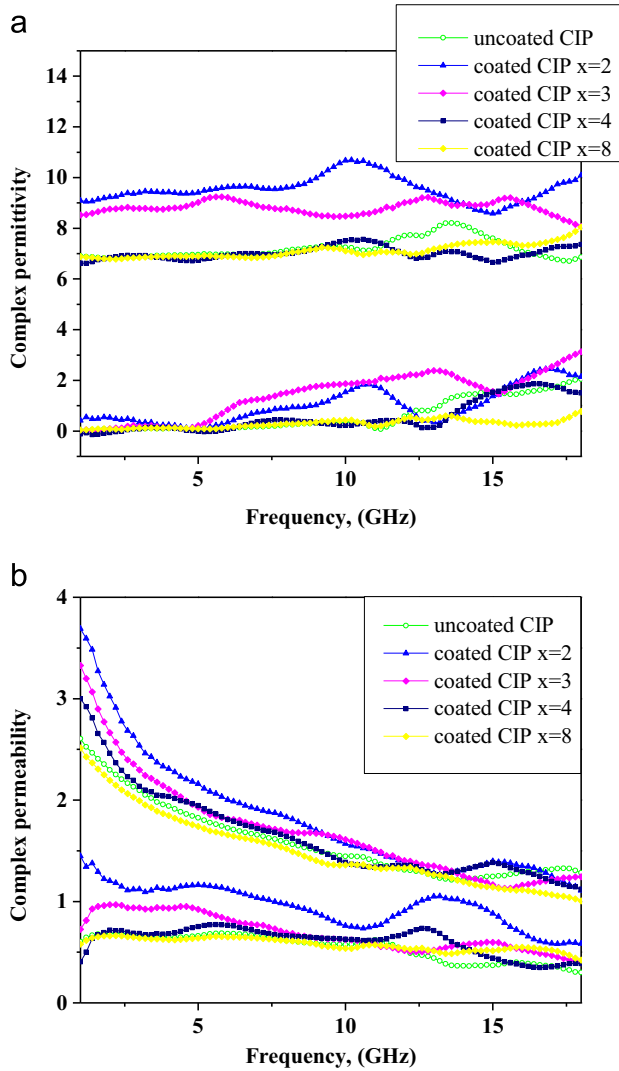 a
uncoated CIP
coated CIP x=2
coated CIP x=3
coated CIP x=4
coated CIP x=8
14
12
10
8
6
4
2
0
Complex permittivity
5
10
15
Frequency, (GHz)
b
uncoated CIP
coated CIP x=2
coated CIP x=3
coated CIP x=4
coated CIP x=8
4
3
2
1
0
Complex permeability
5
10
15
Frequency, (GHz)